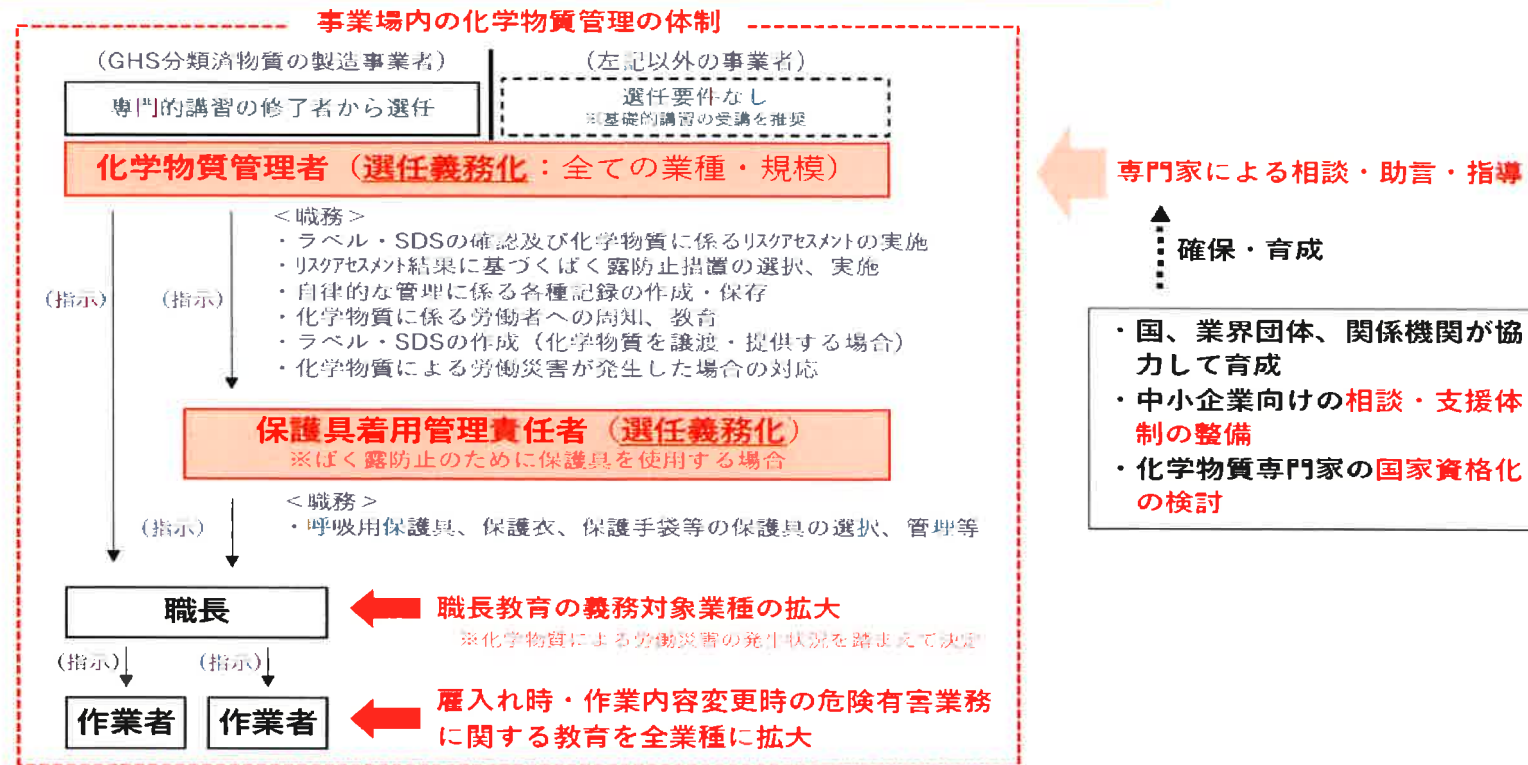 事業場内の化学物質管理の体制
（GHS分類済物質の製造事業者）
（左記以外の事業者）
専門的講習の修了者から選任
選任要件なし
※基礎的講習の受講を推奨
化学物質管理者（選任義務化：全ての業種・規模）
＜職務＞
・ラベル・SDSの確認及び化学物質に係るリスクアセスメントの実施
・リスクアセスメント結果に基づくばく露防止措置の選択、実施
・自律的な管理に係る各種記録の作成・保存
・化学物質に係る労働者への周知、教育
・ラベル・SDSの作成（化学物質を譲渡・提供する場合）
・化学物質による労働災害が発生した場合の対応
（指示）
（指示）
保護具着用管理責任者（選任義務化）
※ばく露防止のために保護具を使用する場合
＜職務＞
・呼吸用保護具、保護衣、保護手袋等の保護具の選択、管理等
（指示）
職長
職長教育の義務対象業種の拡大
※化学物質による労働災害の発生状況を踏まえて決定
（指示）
（指示）
作業者
作業者
雇入れ時・作業内容変更時の危険有害業務
に関する教育を全業種に拡大
専門家による相談・助言・指導
確保・育成
・国、業界団体、関係機関が協
力して育成
・中小企業向けの相談・支援体
制の整備
・化学物質専門家の国家資格化
の検討